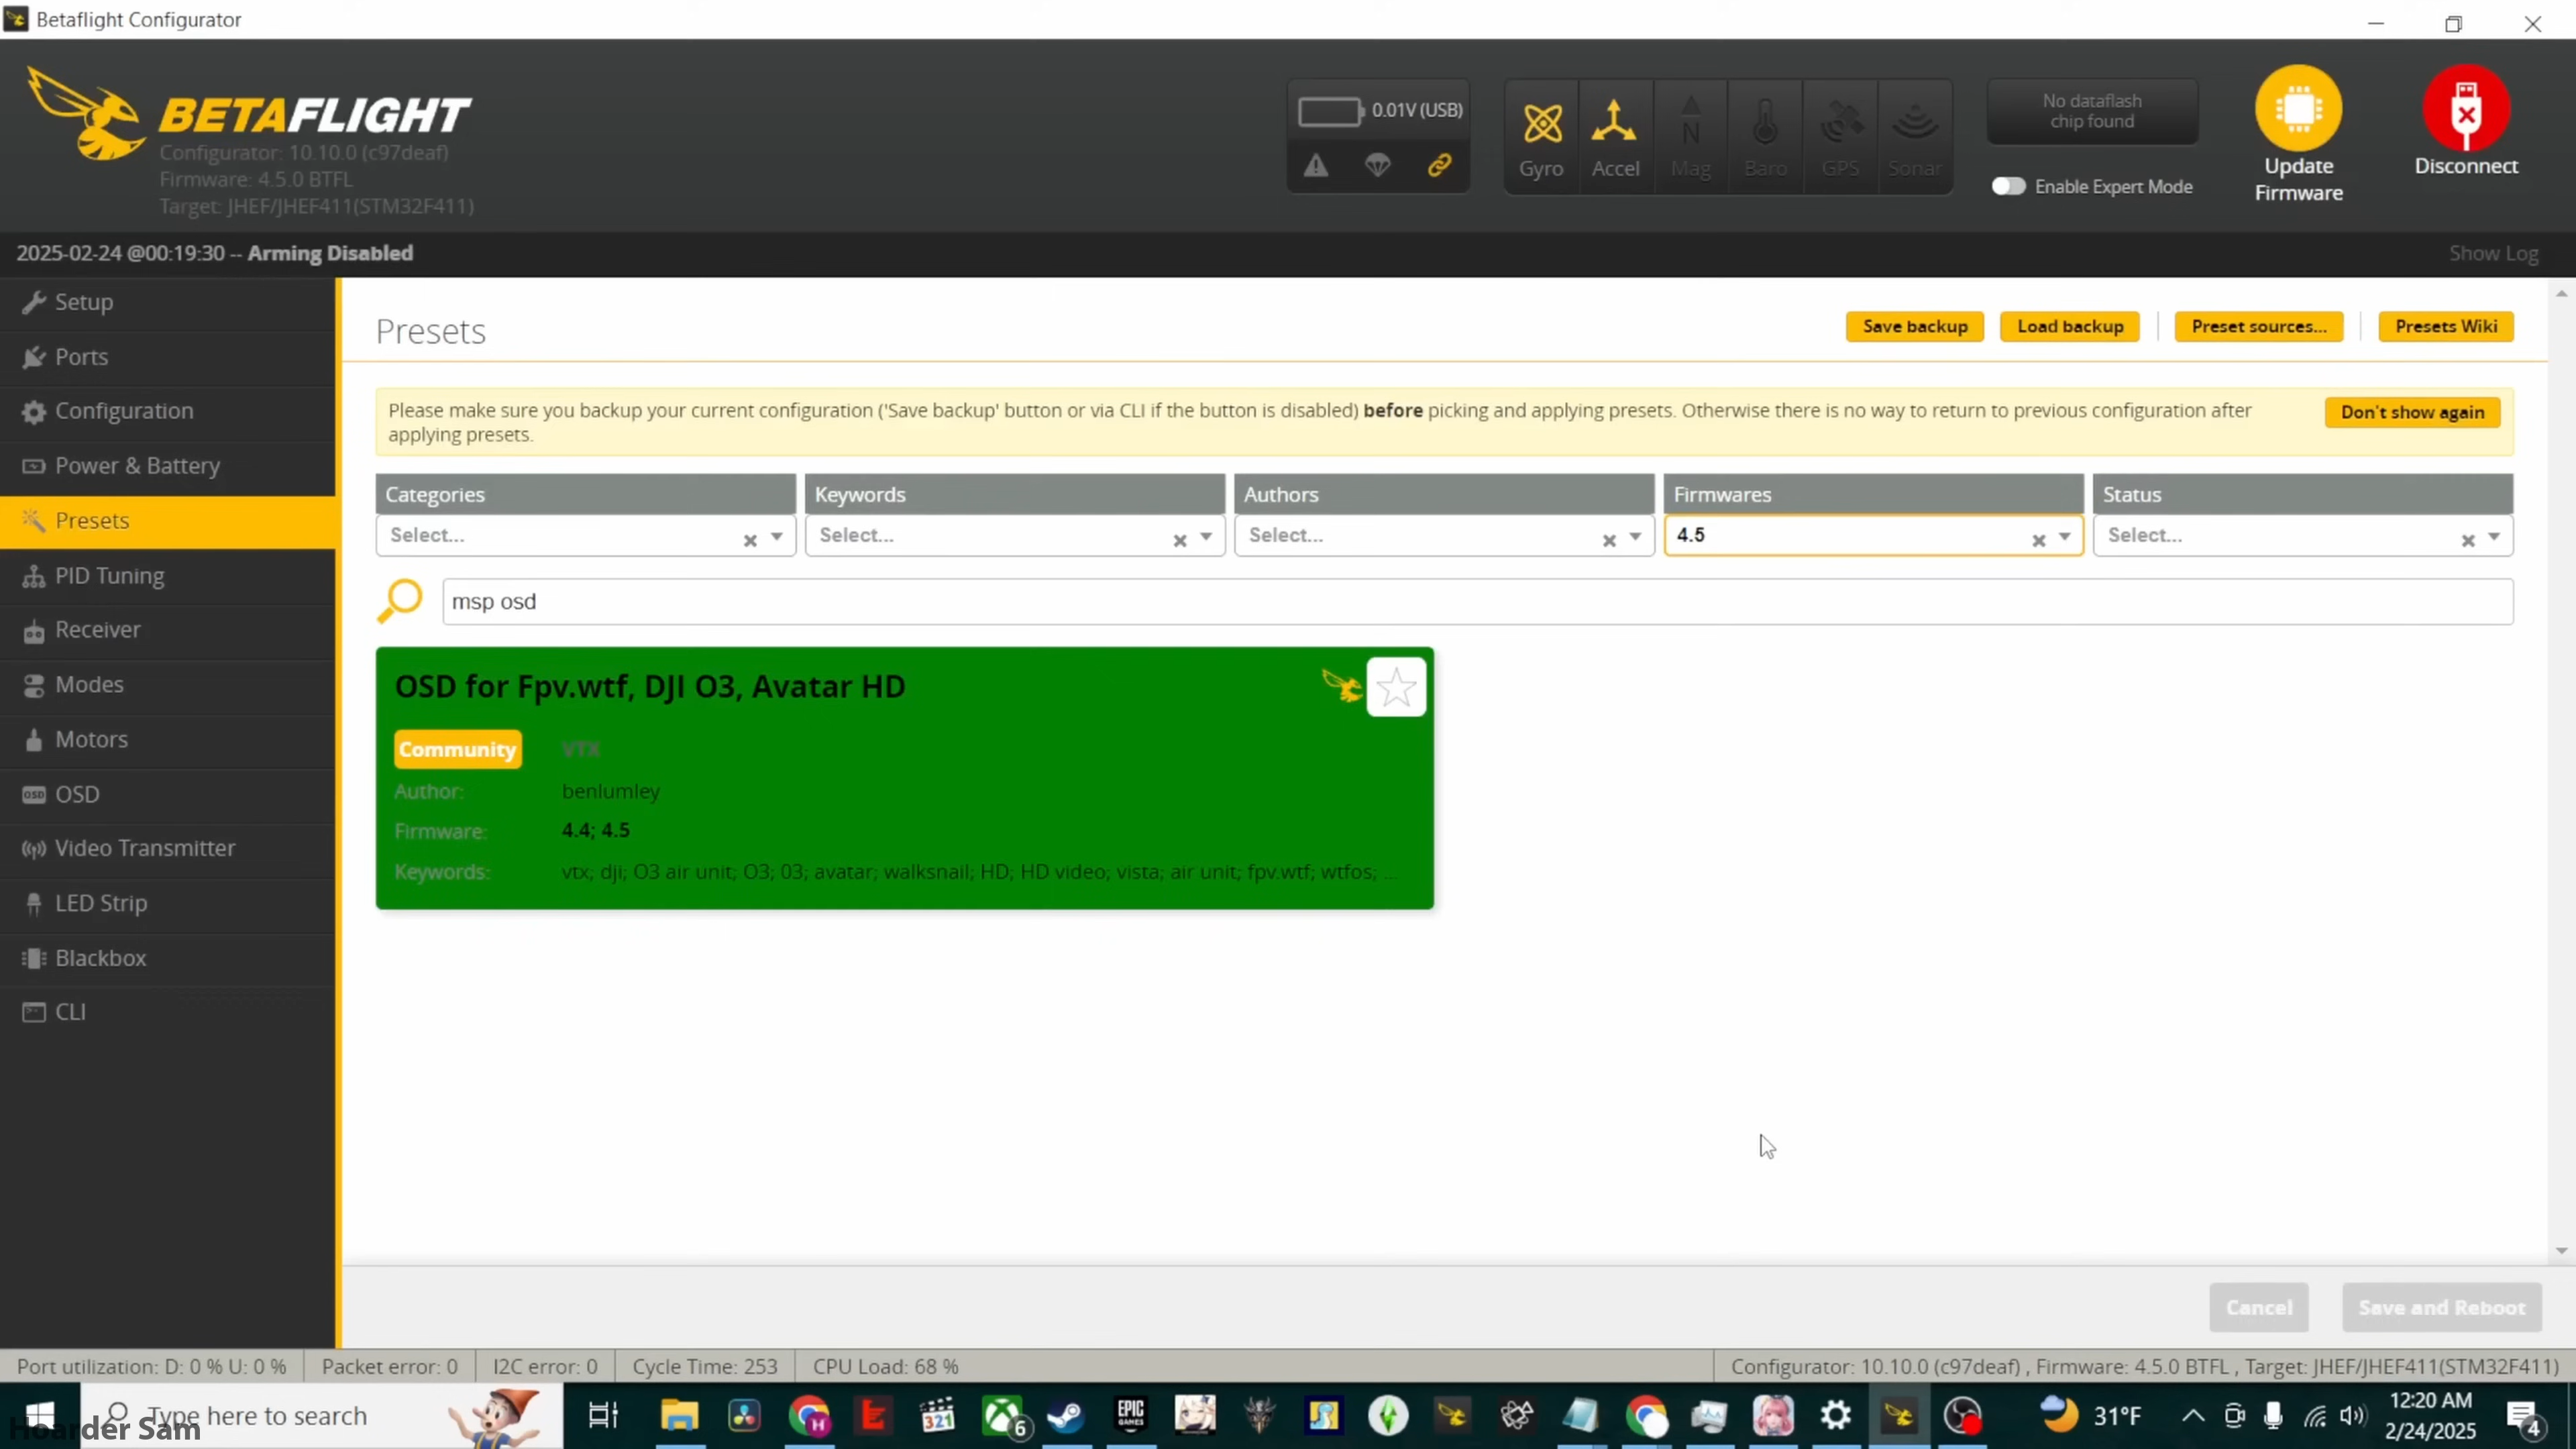 Betaflight Configurator
BETAFLIGHT
Configurator: 10.10.0 (c97deaf)
Firmware: 4.5.0 BTFL
Target: JHEF/JHEF411(STM32F411)
0.01V (USB)
Gyro
Accel
Mag
Baro
GPS
Sonar
No dataflash
chip found
Enable Expert Mode
Update
Firmware
Disconnect
2025-02-24 @00:19:30 -- Arming Disabled
Show Log
Setup
Ports
Configuration
Power & Battery
Presets
PID Tuning
Receiver
Modes
Motors
OSD
OSD
Video Transmitter
LED Strip
Blackbox
CLI
Presets
Save backup
Load backup
Preset sources...
Presets Wiki
Please make sure you backup your current configuration ('Save backup' button or via CLI if the button is disabled) before picking and applying presets. Otherwise there is no way to return to previous configuration after
applying presets.
Don't show again
Categories
Keywords
Authors
Firmwares
Status
Select...
Select...
Select...
4.5
Select...
msp osd
OSD for Fpv.wtf, DJI O3, Avatar HD
Community VTX
Author: benlumley
Firmware: 4.4; 4.5
Keywords: vtx; dji; O3 air unit; O3; 03; avatar; walksnail; HD; HD video; vista; air unit; fpv.wtf; wtfos; ...
Cancel
Save and Reboot
Port utilization: D: 0 % U: 0 %
Packet error: 0
I2C error: 0
Cycle Time: 253
CPU Load: 68 %
Configurator: 10.10.0 (c97deaf) , Firmware: 4.5.0 BTFL , Target: JHEF/JHEF411(STM32F411)
Type here to search
Hoarder Sam
321
6
EPIC
GAMES
31°F
12:20 AM
2/24/2025
4